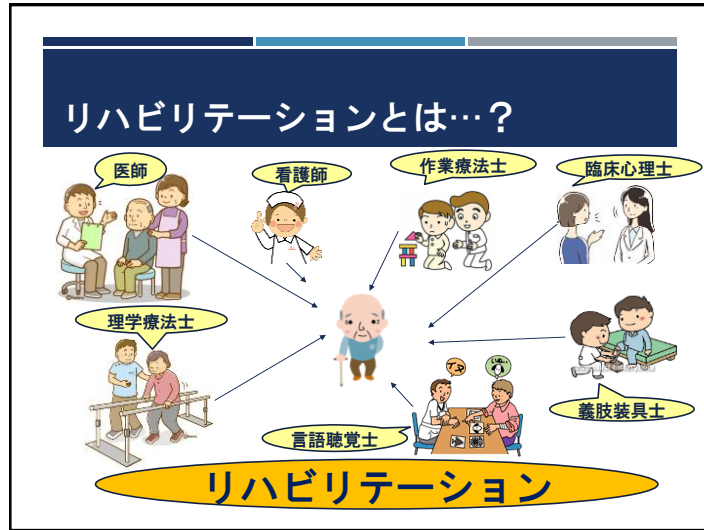 リハビリテーションとは…？
医師
看護師
作業療法士
臨床心理士
理学療法士
義肢装具士
言語聴覚士
リハビリテーション